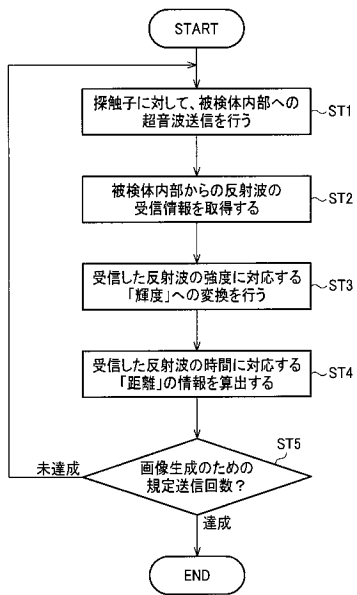 START
探触子に対して、被検体内部への
超音波送信を行う
ST1
被検体内部からの反射波の
受信情報を取得する
ST2
受信した反射波の強度に対応する
「輝度」への変換を行う
ST3
受信した反射波の時間に対応する
「距離」の情報を算出する
ST4
ST5
画像生成のための
規定送信回数?
未達成
達成
END